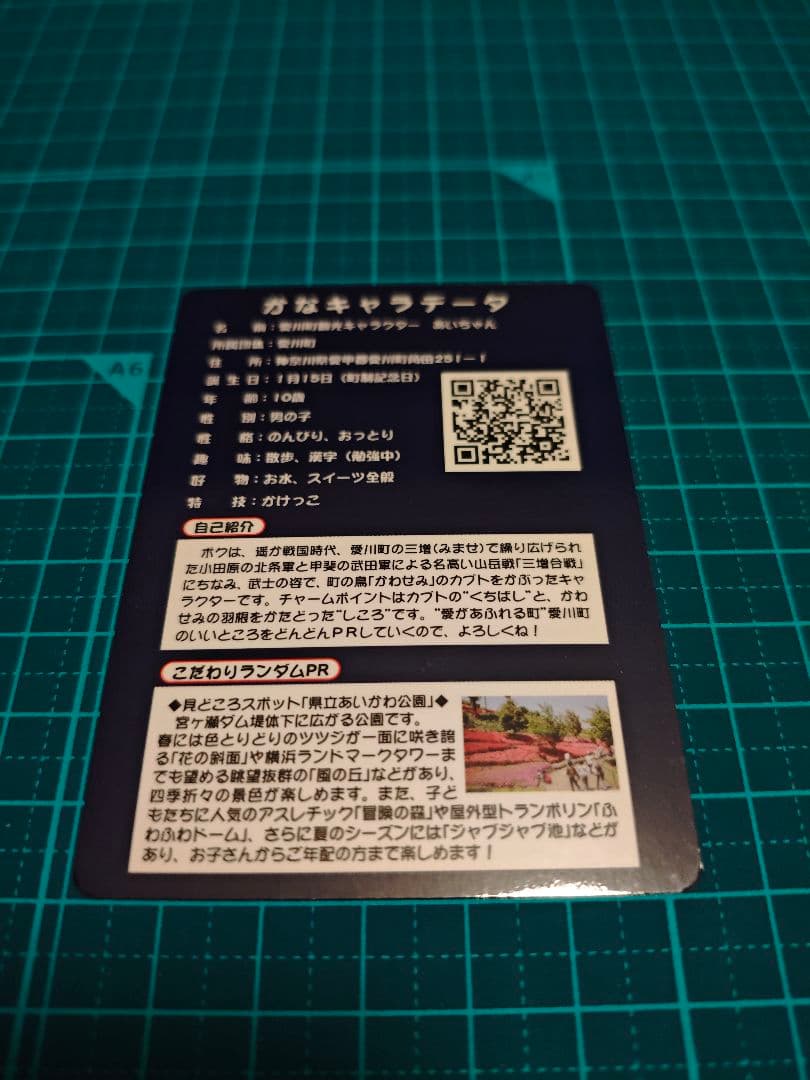 かなキャラデータ
名　前：愛川町観光キャラクター　あいちゃん
所属団体：愛川町
住　所：神奈川県愛甲郡愛川町角田251－1
誕生日：1月15日（町制記念日）
年　齢：10歳
性　別：男の子
性　格：のんびり、おっとり
趣　味：散歩、漢字（勉強中）
好　物：お水、スイーツ全般
特　技：かけっこ
自己紹介
ボクは、遥か戦国時代、愛川町の三増(みませ)で繰り広げられ
た小田原の北条軍と甲斐の武田軍による名高い山岳戦「三増合戦」
にちなみ、武士の姿で、町の鳥「かわせみ」のカブトをかぶったキャ
ラクターです。チャームポイントはカブトの“くちばし”と、かわ
せみの羽根をかたどった“しころ”です。“愛があふれる町”愛川町
のいいところをどんどんPRしていくので、よろしくね！
こだわりランダムPR
◆見どころスポット「県立あいかわ公園」◆
宮ヶ瀬ダム堤体下に広がる公園です。
春には色とりどりのツツジが一面に咲き誇
る「花の斜面」や横浜ランドマークタワーま
でも望める眺望抜群の「風の丘」などがあり、
四季折々の景色が楽しめます。また、子ど
もたちに人気のアスレチック「冒険の森」や屋外型トランポリン「ふ
わふわドーム」、さらに夏のシーズンには「ジャブジャブ池」などが
あり、お子さんからご年配の方まで楽しめます！
A6